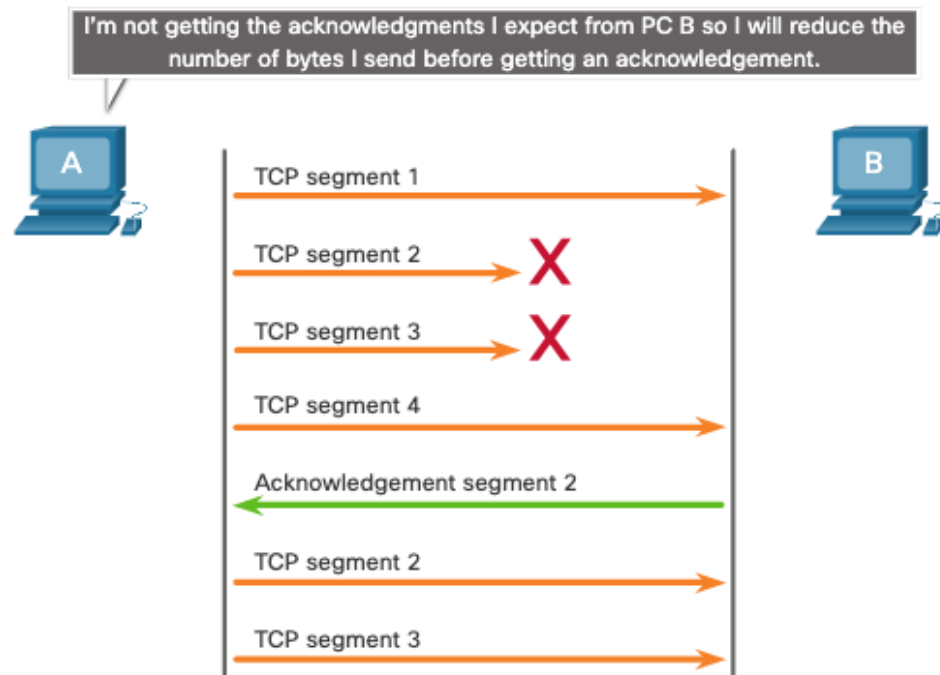 I'm not getting the acknowledgments I expect from PC B so I will reduce the
number of bytes I send before getting an acknowledgement.
A
B
TCP segment 1
TCP segment 2
X
TCP segment 3
X
TCP segment 4
Acknowledgement segment 2
TCP segment 2
TCP segment 3